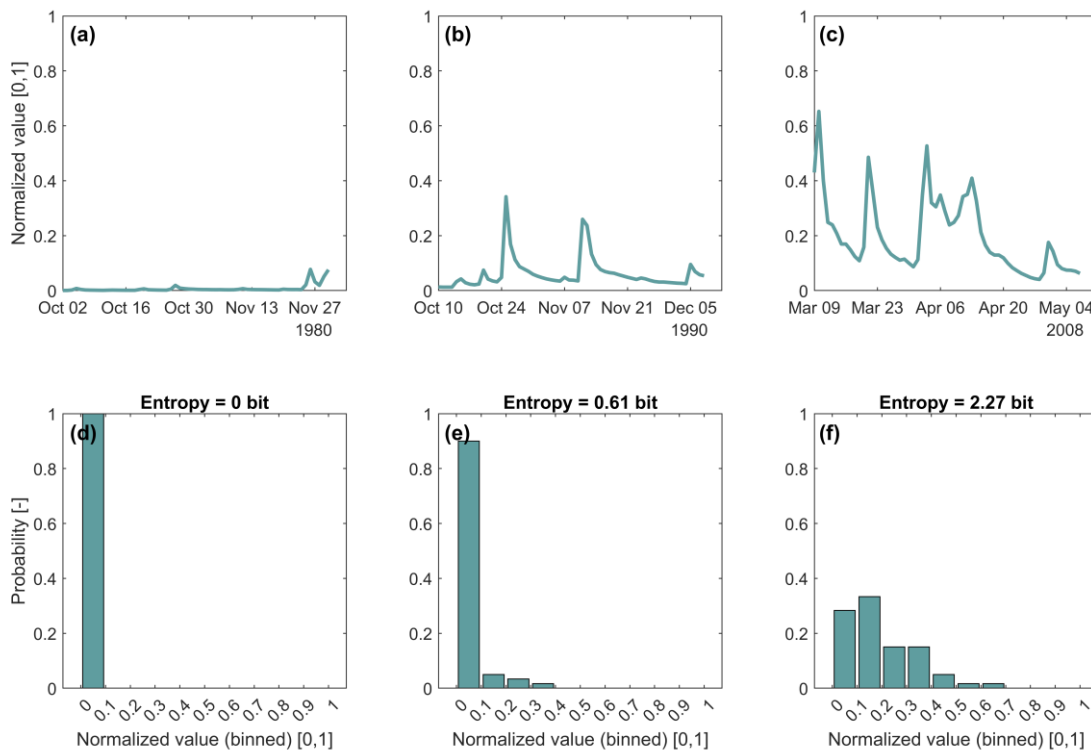 (a)
Normalized value [0,1]
1
0.8
0.6
0.4
0.2
0
Oct 02 Oct 16 Oct 30 Nov 13 Nov 27
1980
(b)
1
0.8
0.6
0.4
0.2
0
Oct 10 Oct 24 Nov 07 Nov 21 Dec 05
1990
(c)
1
0.8
0.6
0.4
0.2
0
Mar 09 Mar 23 Apr 06 Apr 20 May 04
2008
Entropy = 0 bit
(d)
Probability [-]
1
0.8
0.6
0.4
0.2
0
0 0.1 0.2 0.3 0.4 0.5 0.6 0.7 0.8 0.9 1
Normalized value (binned) [0,1]
Entropy = 0.61 bit
(e)
1
0.8
0.6
0.4
0.2
0
0 0.1 0.2 0.3 0.4 0.5 0.6 0.7 0.8 0.9 1
Normalized value (binned) [0,1]
Entropy = 2.27 bit
(f)
1
0.8
0.6
0.4
0.2
0
0 0.1 0.2 0.3 0.4 0.5 0.6 0.7 0.8 0.9 1
Normalized value (binned) [0,1]